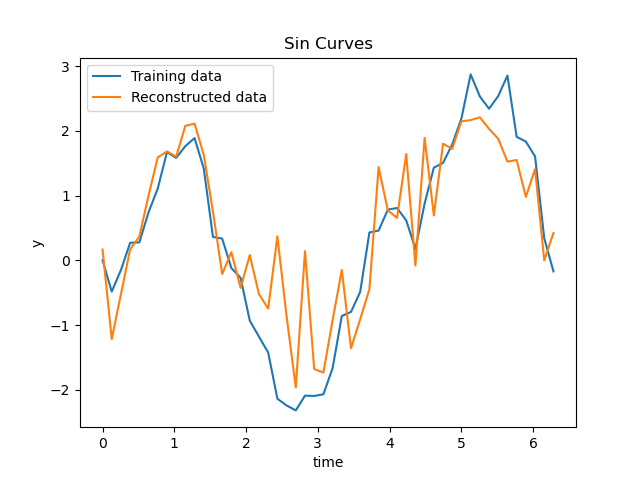 Sin Curves
Training data
Reconstructed data
3
2
1
0
−1
−2
y
0 1 2 3 4 5 6
time